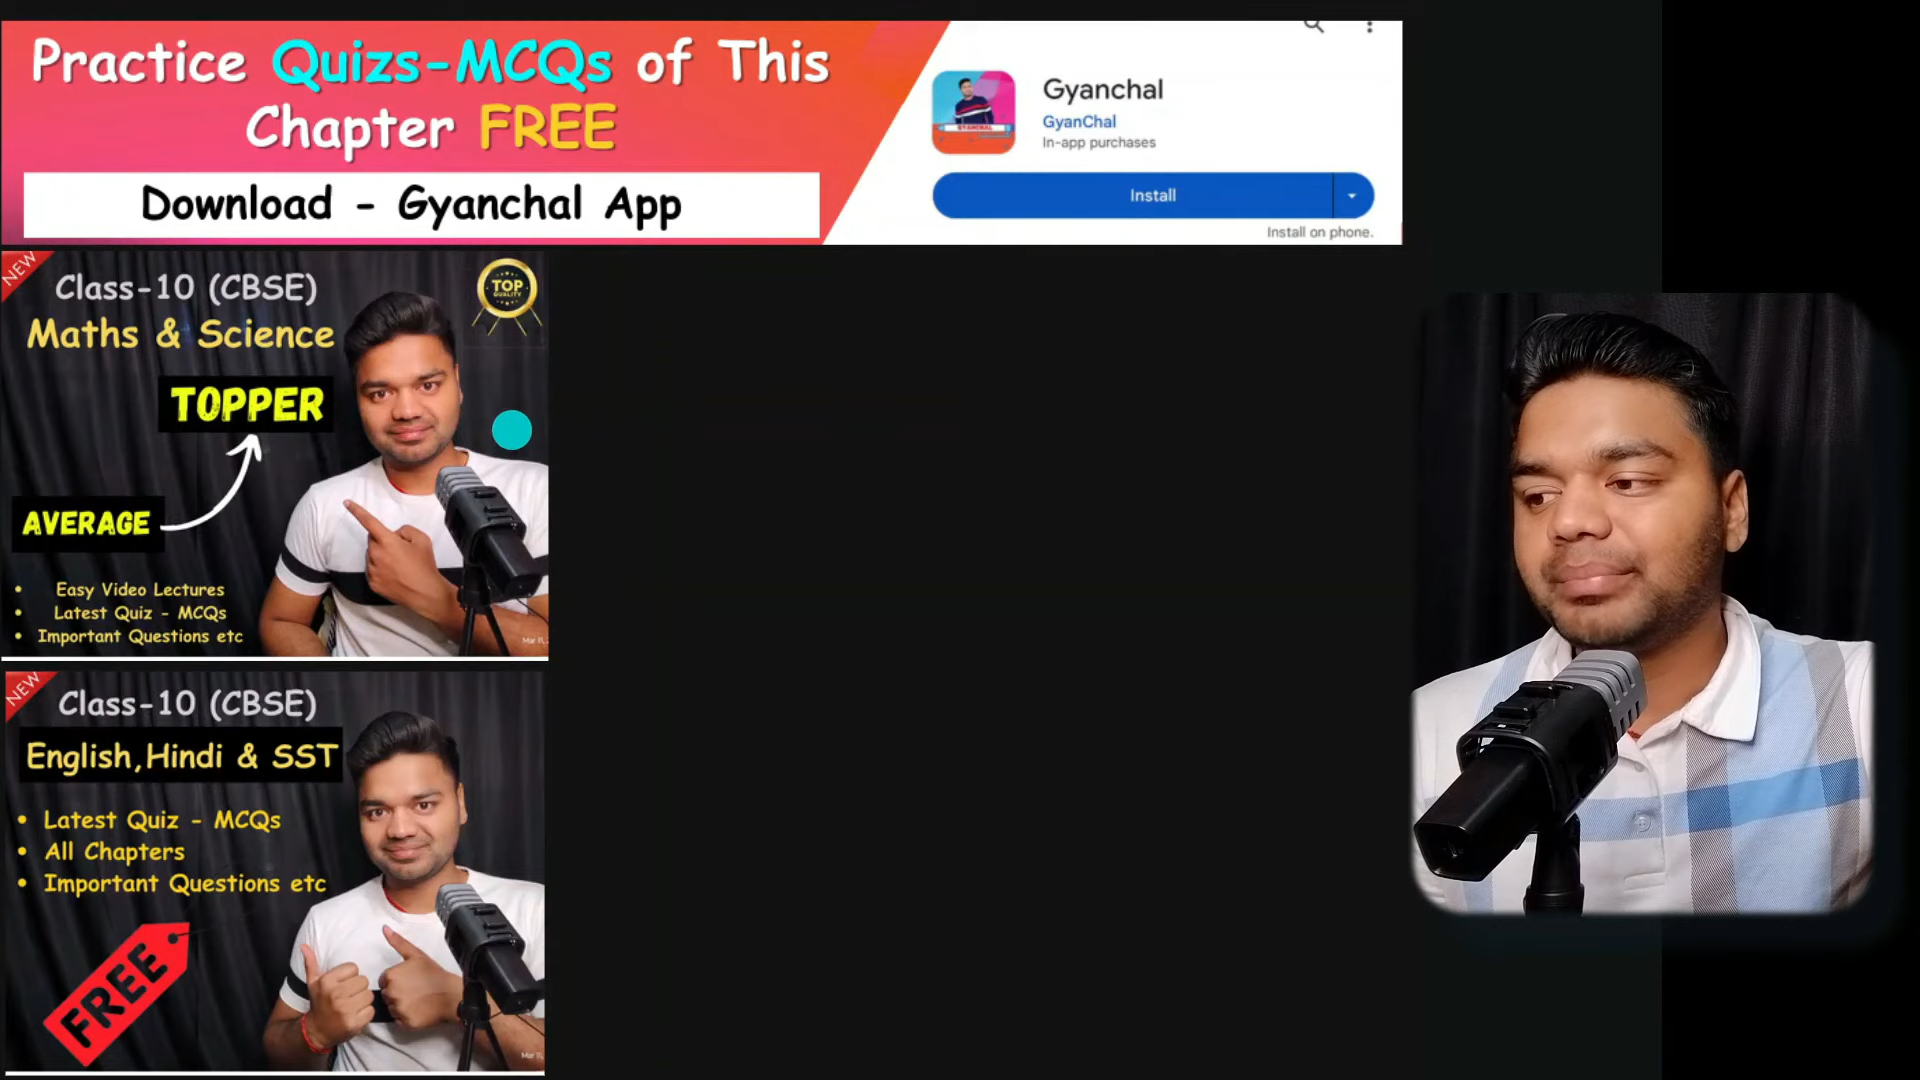 Practice Quizs-MCQs of This
Chapter FREE
Download - Gyanchal App
Gyanchal
GyanChal
In-app purchases
Install
Install on phone.
NEW
Class-10 (CBSE)
Maths & Science
TOP
QUALITY
TOPPER
AVERAGE
• Easy Video Lectures
• Latest Quiz - MCQs
• Important Questions etc
NEW
Class-10 (CBSE)
English,Hindi & SST
• Latest Quiz - MCQs
• All Chapters
• Important Questions etc
FREE